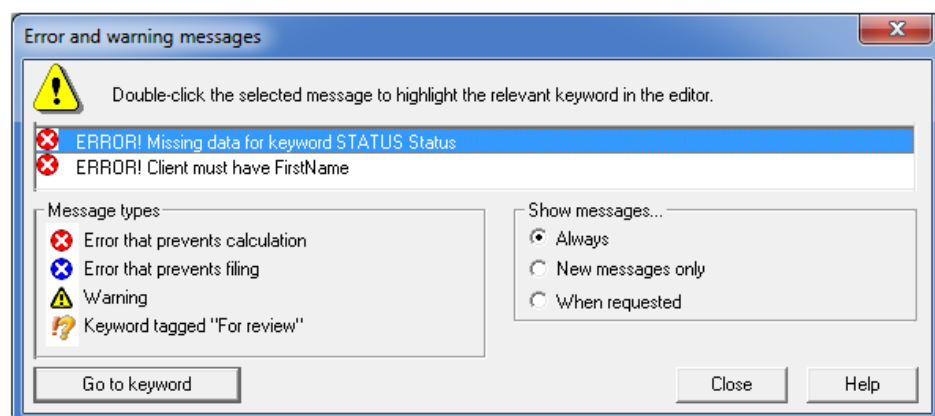 Error and warning messages
Double-click the selected message to highlight the relevant keyword in the editor.
ERROR! Missing data for keyword STATUS Status
ERROR! Client must have FirstName
Message types
Error that prevents calculation
Error that prevents filing
Warning
Keyword tagged "For review"
Show messages...
Always
New messages only
When requested
Go to keyword
Close
Help